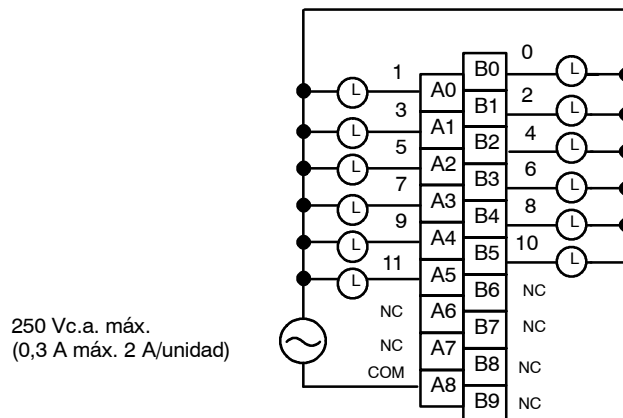 0
B0
L
1
L
A0
B1
2
L
3
L
A1
B2
4
L
5
L
A2
B3
6
L
7
L
A3
B4
8
L
9
L
A4
B5
10
L
11
L
A5
B6
NC
NC
A6
B7
NC
NC
A7
B8
NC
COM
A8
B9
NC
250 Vc.a. máx.
(0,3 A máx. 2 A/unidad)